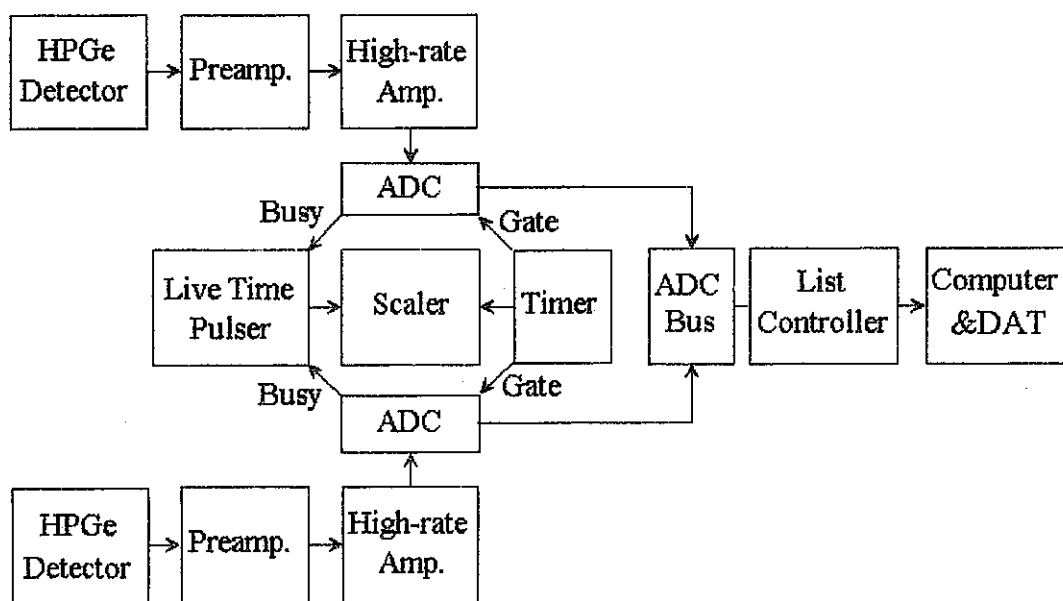 HPGe
Detector
Preamp.
High-rate
Amp.
ADC
Busy
Gate
Live Time
Pulser
Scaler
Timer
ADC
Bus
List
Controller
Computer
&DAT
Busy
Gate
ADC
HPGe
Detector
Preamp.
High-rate
Amp.